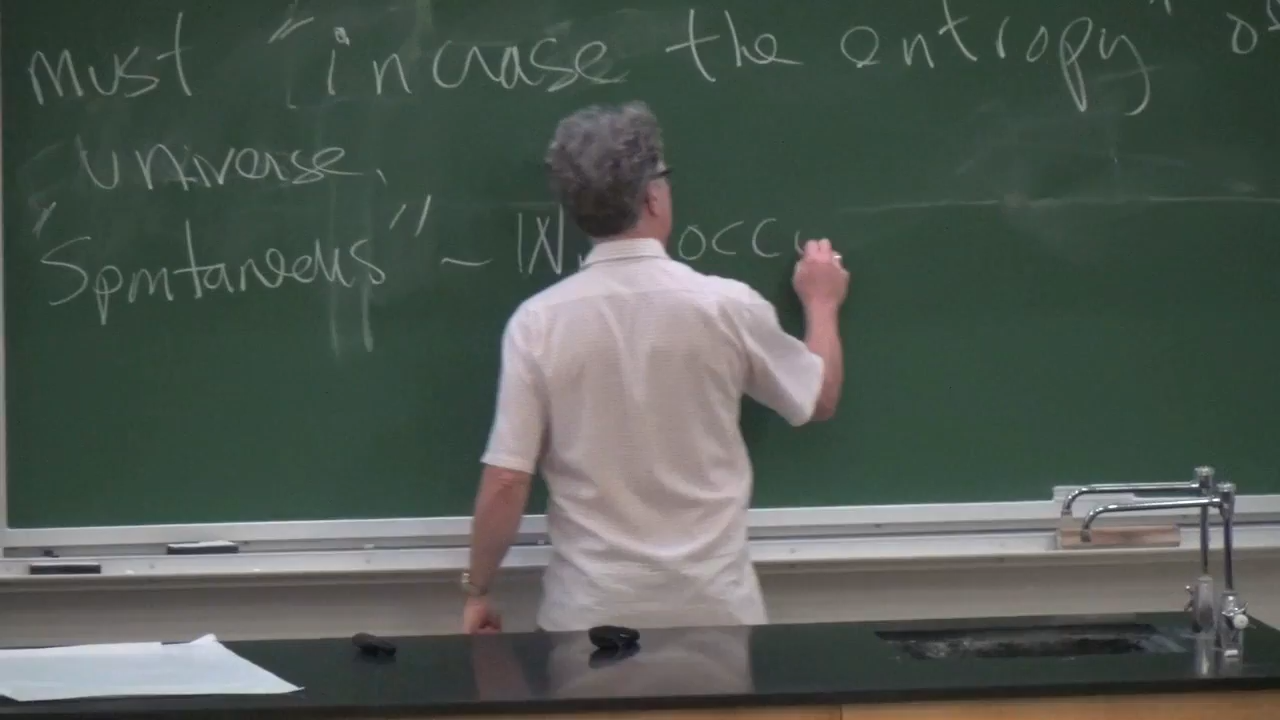 must "increase the entropy" of
universe.
"Spontaneous" ~ occu